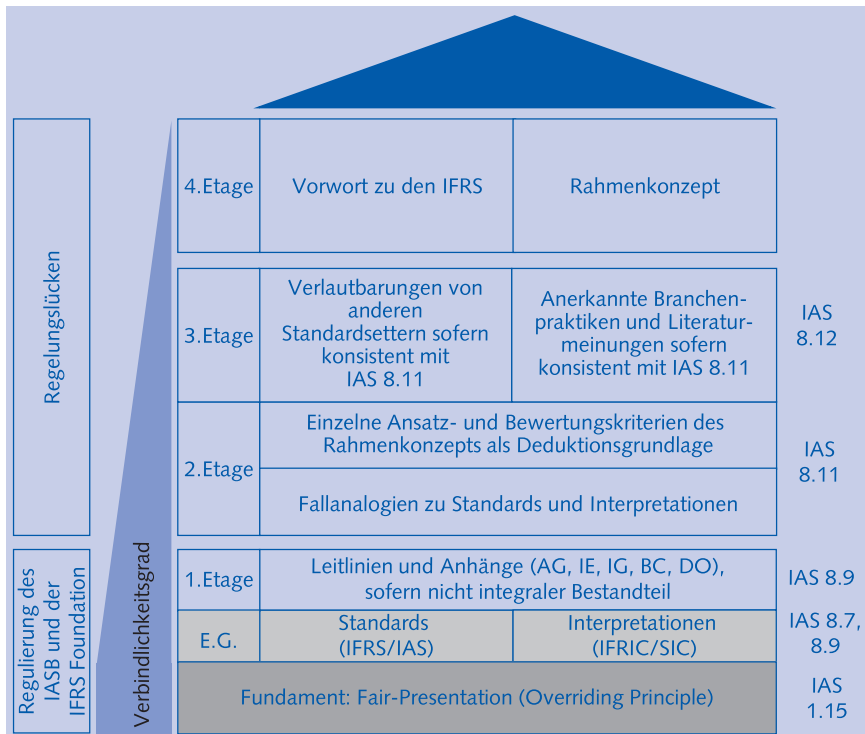 4.Etage
Vorwort zu den IFRS
Rahmenkonzept
Regelungslücken
3.Etage
Verlautbarungen von
anderen
Standardsettern sofern
konsistent mit
IAS 8.11
Anerkannte Branchen-
praktiken und Literatur-
meinungen sofern
konsistent mit IAS 8.11
IAS
8.12
2.Etage
Einzelne Ansatz- und Bewertungskriterien des
Rahmenkonzepts als Deduktionsgrundlage
Fallanalogien zu Standards und Interpretationen
IAS
8.11
Regulierung des
IASB und der
IFRS Foundation
Verbindlichkeitsgrad
1.Etage
Leitlinien und Anhänge (AG, IE, IG, BC, DO),
sofern nicht integraler Bestandteil
IAS 8.9
E.G.
Standards
(IFRS/IAS)
Interpretationen
(IFRIC/SIC)
IAS 8.7,
8.9
Fundament: Fair-Presentation (Overriding Principle)
IAS
1.15